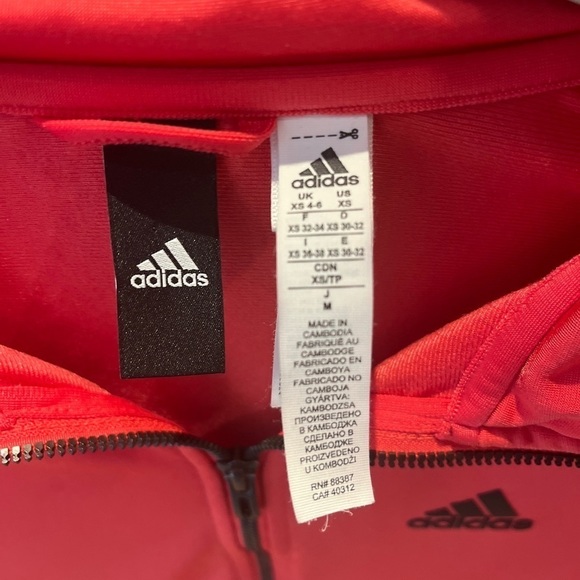 adidas
adidas
UK US
XS 4-6 XS
F D
XS 32-34 XS 30-32
I E
XS 36-38 XS 30-32
CDN
XS/TP
J
M
MADE IN
CAMBODIA
FABRIQUÉ AU
CAMBODGE
FABRICADO EN
CAMBOYA
FABRICADO NO
CAMBOJA
GYÁRTVA:
KAMBODZSA
ПРОИЗВЕДЕНО
В КАМБОДЖА
СДЕЛАНО В
КАМБОДЖЕ
PROIZVEDENO
U KOMBODŽI
RN# 88387
CA# 40312
adidas